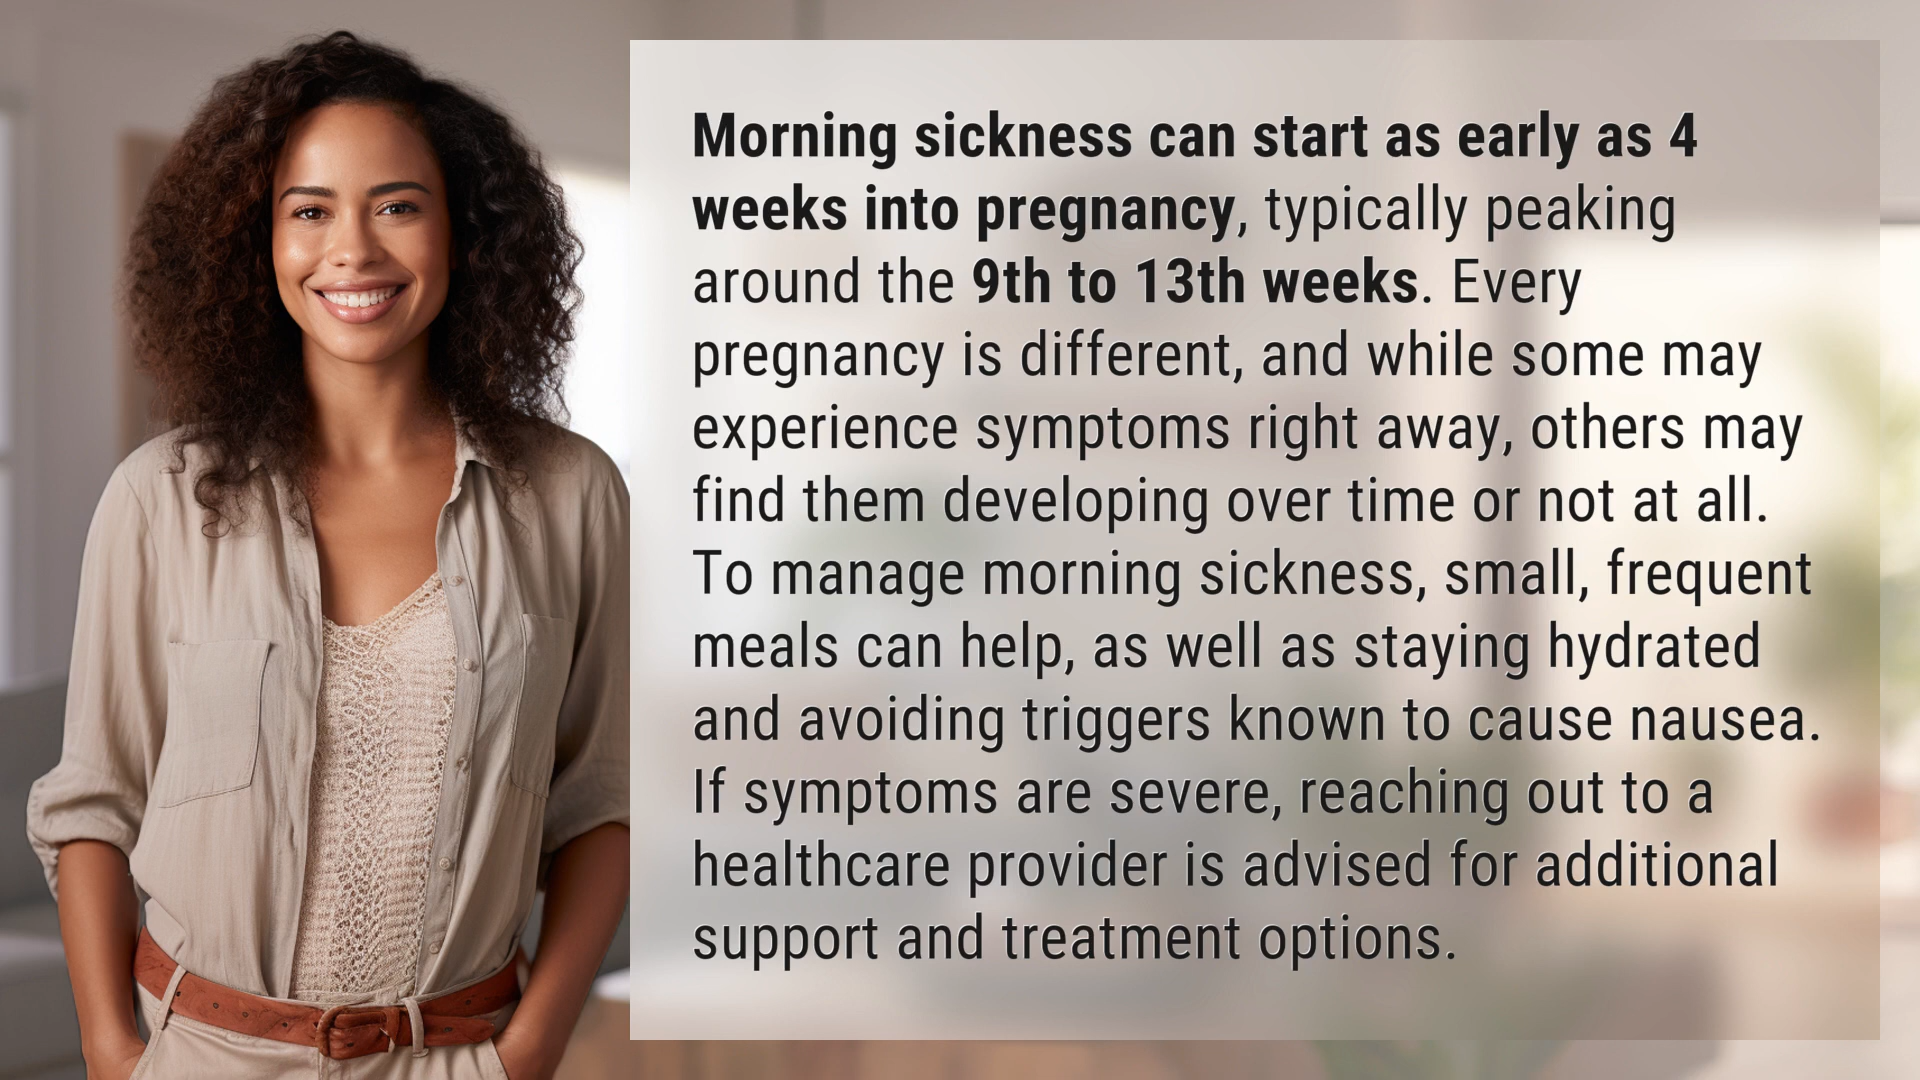 Morning sickness can start as early as 4
weeks into pregnancy, typically peaking
around the 9th to 13th weeks. Every
pregnancy is different, and while some may
experience symptoms right away, others may
find them developing over time or not at all.
To manage morning sickness, small, frequent
meals can help, as well as staying hydrated
and avoiding triggers known to cause nausea.
If symptoms are severe, reaching out to a
healthcare provider is advised for additional
support and treatment options.